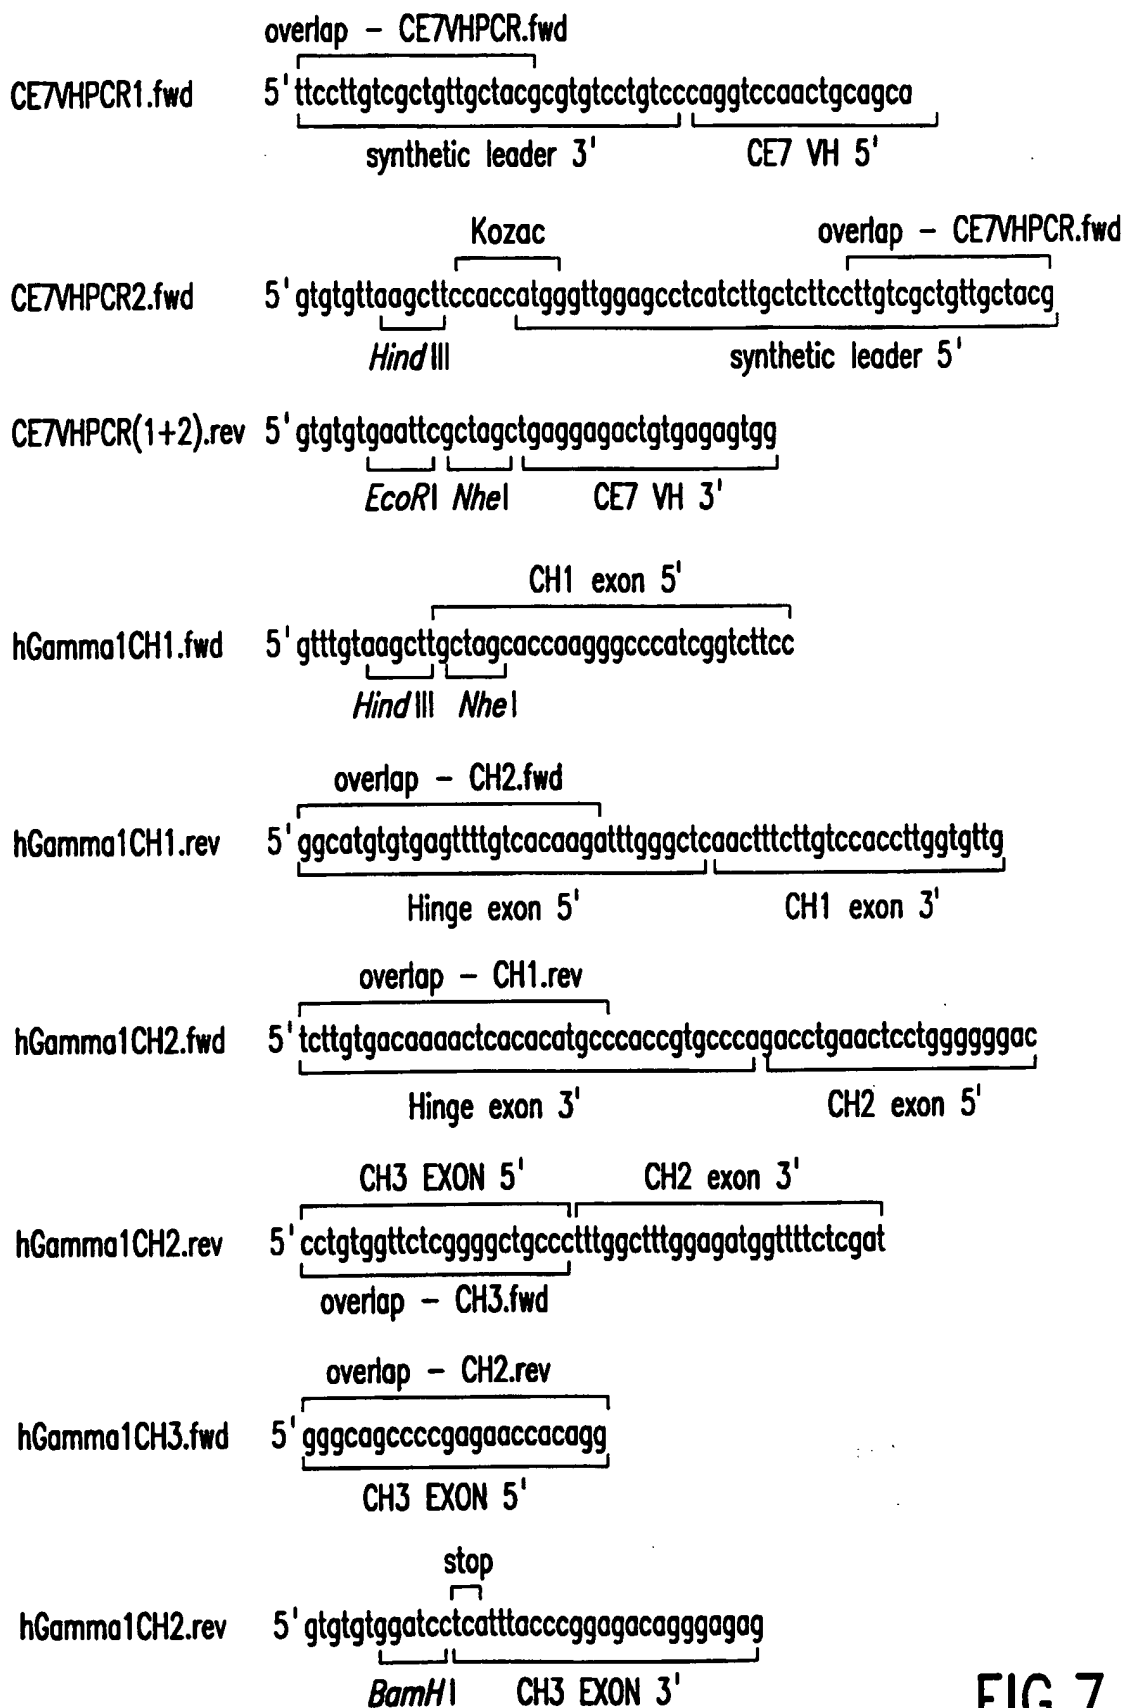 overlap – CE7VHPCR.fwd
CE7VHPCR1.fwd 5'ttccttgtcgctgttgctacgcgtgtcctgtcccaggtccaactgcagca
synthetic leader 3' CE7 VH 5'
Kozac overlap – CE7VHPCR.fwd
CE7VHPCR2.fwd 5'gtgtgttaagcttccaccatgggttggagcctcatcttgctcttccttgtcgctgttgctacg
Hind III synthetic leader 5'
CE7VHPCR(1+2).rev 5'gtgtgtgaattcgctagctgaggagactgtgagagtgg
EcoRI NheI CE7 VH 3'
CH1 exon 5'
hGamma1CH1.fwd 5'gtttgtaagcttgctagcaccaagggcccatcggtcttcc
Hind III NheI
overlap – CH2.fwd
hGamma1CH1.rev 5'ggcatgtgtgagttttgtcacaagatttgggctcaactttcttgtccaccttggtgttg
Hinge exon 5' CH1 exon 3'
overlap – CH1.rev
hGamma1CH2.fwd 5'tcttgtgacaaaactcacacatgcccaccgtgcccagacctgaactcctggggggac
Hinge exon 3' CH2 exon 5'
CH3 EXON 5' CH2 exon 3'
hGamma1CH2.rev 5'cctgtggttctcggggctgccctttggctttggagatggttttctcgat
overlap – CH3.fwd
overlap – CH2.rev
hGamma1CH3.fwd 5'gggcagccccgagaaccacagg
CH3 EXON 5'
stop
hGamma1CH2.rev 5'gtgtgtggatcctcatttacccggagacagggagag
BamHI CH3 EXON 3'
FIG.7